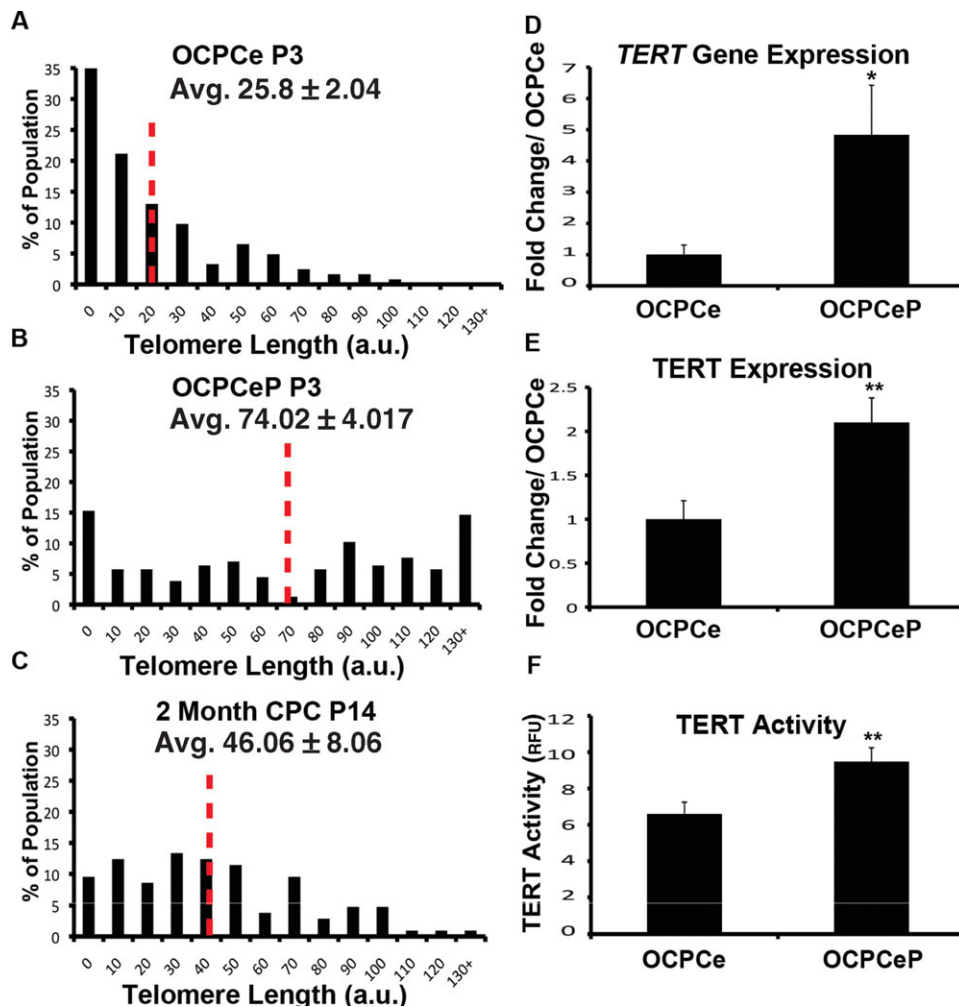 A
OCPCe P3
Avg. 25.8 ± 2.04
% of Population
35
30
25
20
15
10
5
0
0 10 20 30 40 50 60 70 80 90 100 110 120 130+
Telomere Length (a.u.)
B
OCPCeP P3
Avg. 74.02 ± 4.017
% of Population
35
30
25
20
15
10
5
0
0 10 20 30 40 50 60 70 80 90 100 110 120 130+
Telomere Length (a.u.)
C
2 Month CPC P14
Avg. 46.06 ± 8.06
% of Population
35
30
25
20
15
10
5
0
0 10 20 30 40 50 60 70 80 90 100 110 120 130+
Telomere Length (a.u.)
D
TERT Gene Expression
Fold Change/ OCPCe
7
6
5
4
3
2
1
0
*
OCPCe OCPCeP
E
TERT Expression
Fold Change/ OCPCe
2.5
2
1.5
1
0.5
0
**
OCPCe OCPCeP
F
TERT Activity
TERT Activity (RFU)
12
10
8
6
4
2
0
**
OCPCe OCPCeP